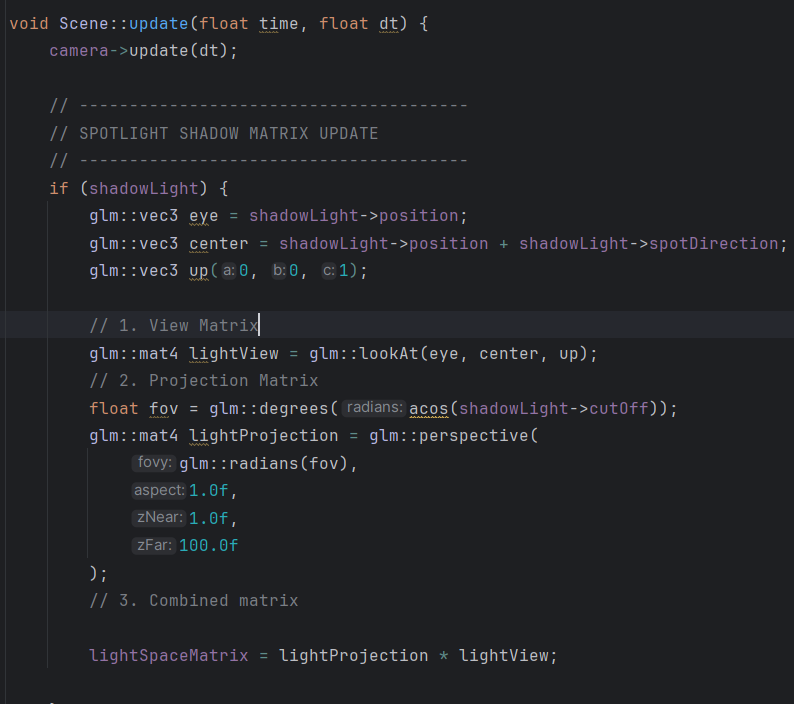 void Scene::update(float time, float dt) {
camera->update(dt);
// ---------------------------------------
// SPOTLIGHT SHADOW MATRIX UPDATE
// ---------------------------------------
if (shadowLight) {
glm::vec3 eye = shadowLight->position;
glm::vec3 center = shadowLight->position + shadowLight->spotDirection;
glm::vec3 up( a: 0, b: 0, c: 1);
// 1. View Matrix
glm::mat4 lightView = glm::lookAt(eye, center, up);
// 2. Projection Matrix
float fov = glm::degrees( radians: acos(shadowLight->cutOff));
glm::mat4 lightProjection = glm::perspective(
fovy: glm::radians(fov),
aspect: 1.0f,
zNear: 1.0f,
zFar: 100.0f
);
// 3. Combined matrix
lightSpaceMatrix = lightProjection * lightView;